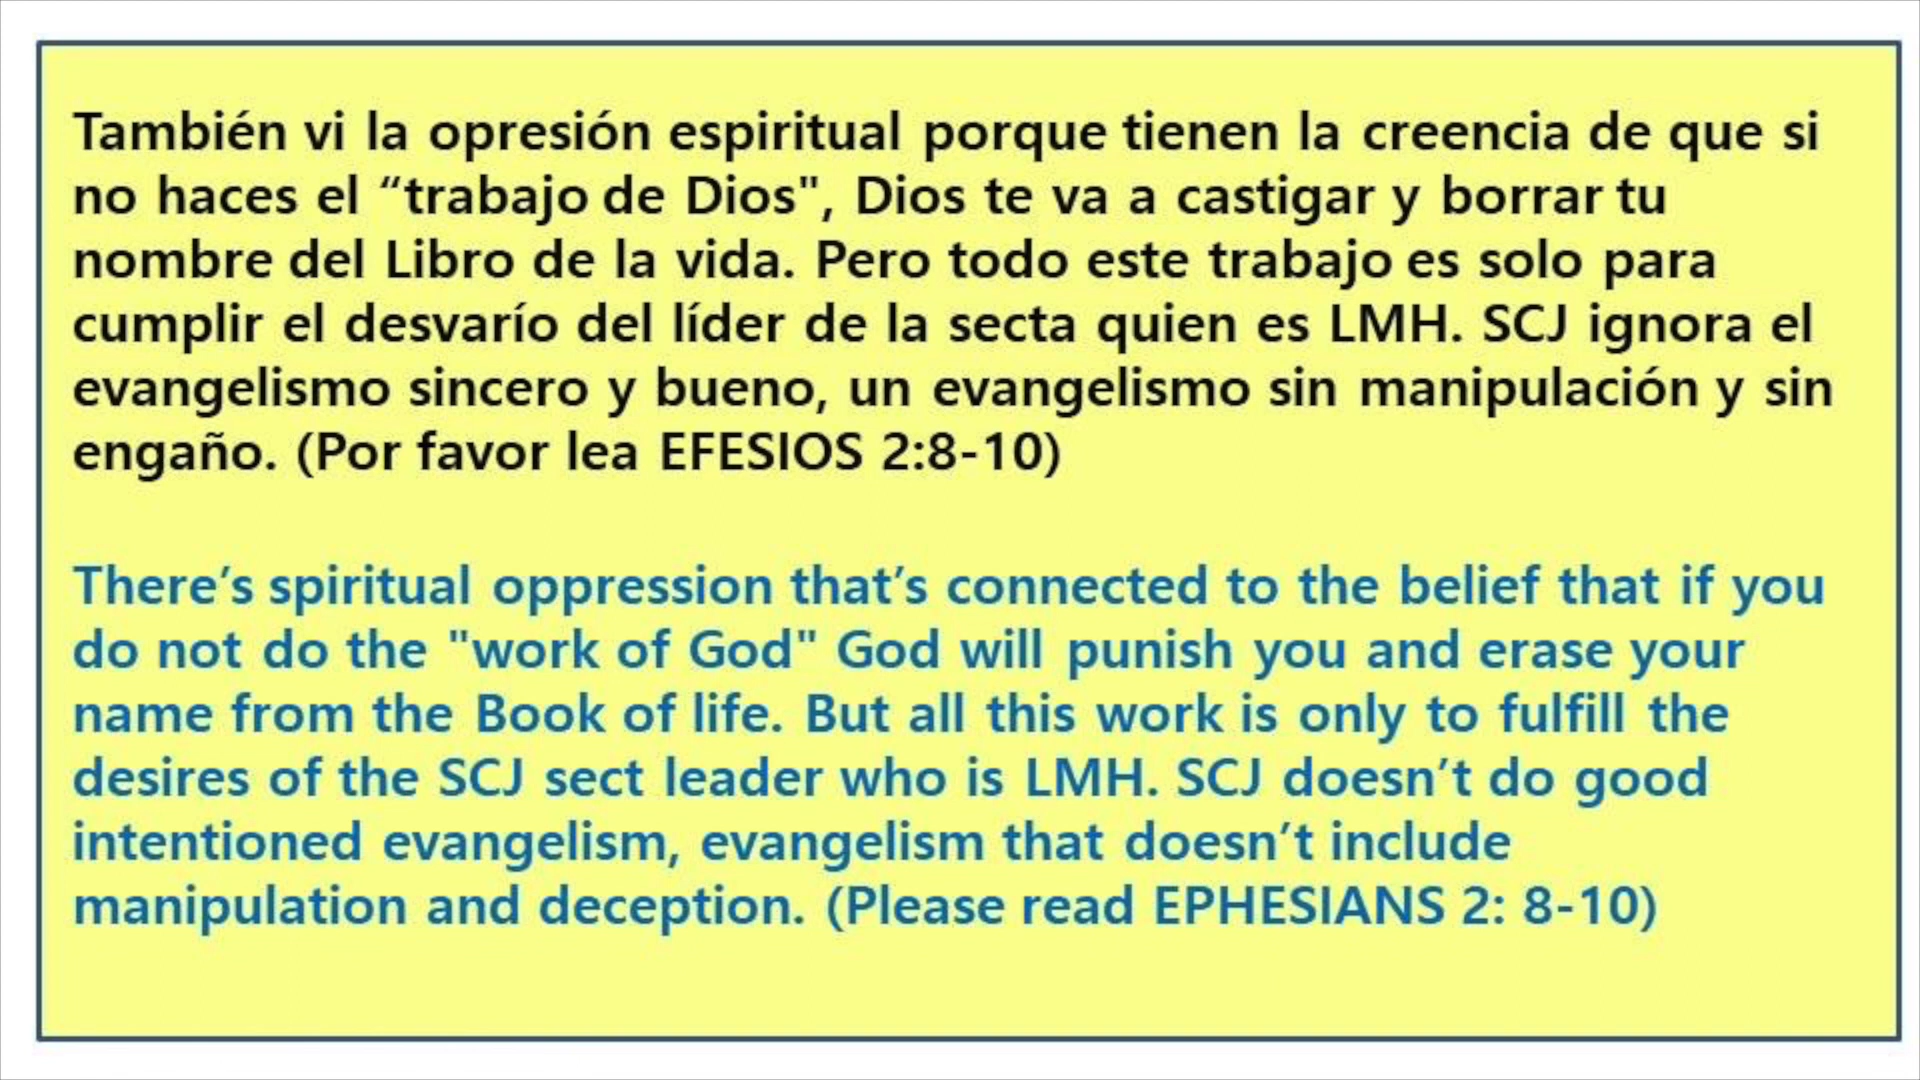 También vi la opresión espiritual porque tienen la creencia de que si
no haces el “trabajo de Dios", Dios te va a castigar y borrar tu
nombre del Libro de la vida. Pero todo este trabajo es solo para
cumplir el desvarío del líder de la secta quien es LMH. SCJ ignora el
evangelismo sincero y bueno, un evangelismo sin manipulación y sin
engaño. (Por favor lea EFESIOS 2:8-10)
There’s spiritual oppression that’s connected to the belief that if you
do not do the "work of God" God will punish you and erase your
name from the Book of life. But all this work is only to fulfill the
desires of the SCJ sect leader who is LMH. SCJ doesn’t do good
intentioned evangelism, evangelism that doesn’t include
manipulation and deception. (Please read EPHESIANS 2: 8-10)